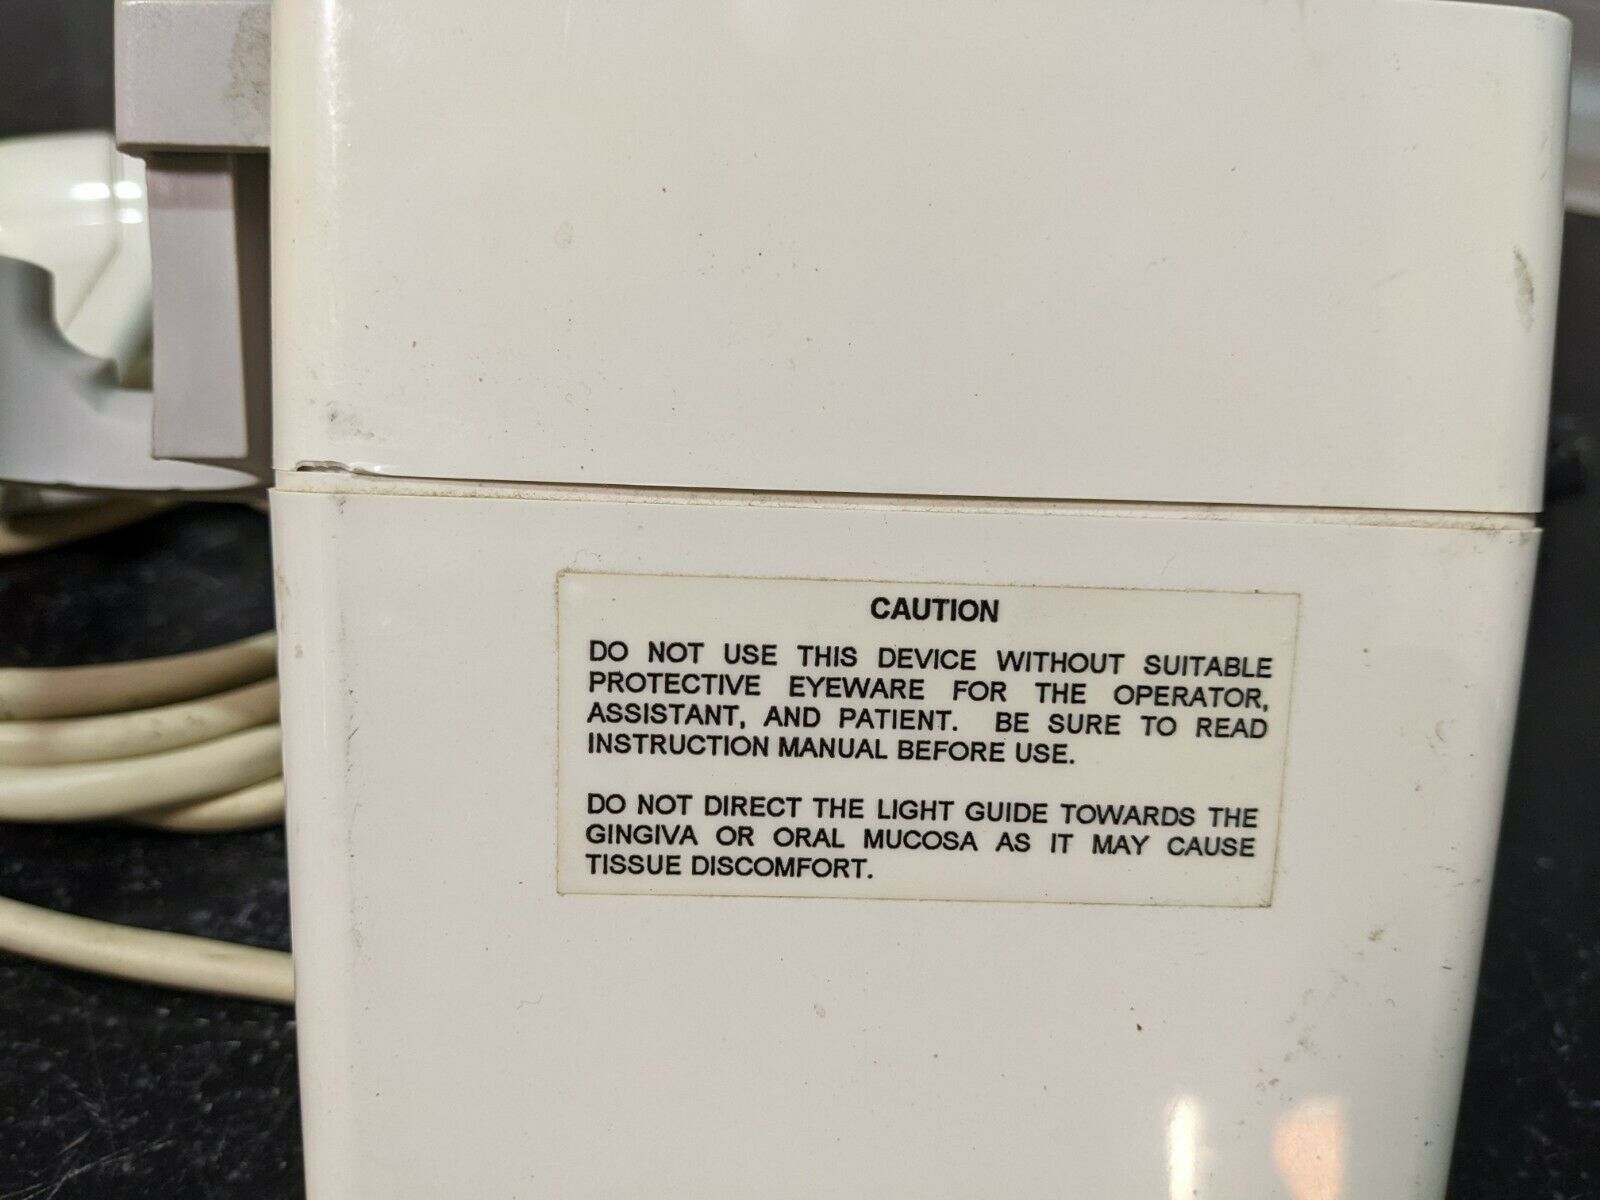 CAUTION
DO NOT USE THIS DEVICE WITHOUT SUITABLE
PROTECTIVE EYEWARE FOR THE OPERATOR,
ASSISTANT, AND PATIENT. BE SURE TO READ
INSTRUCTION MANUAL BEFORE USE.
DO NOT DIRECT THE LIGHT GUIDE TOWARDS THE
GINGIVA OR ORAL MUCOSA AS IT MAY CAUSE
TISSUE DISCOMFORT.